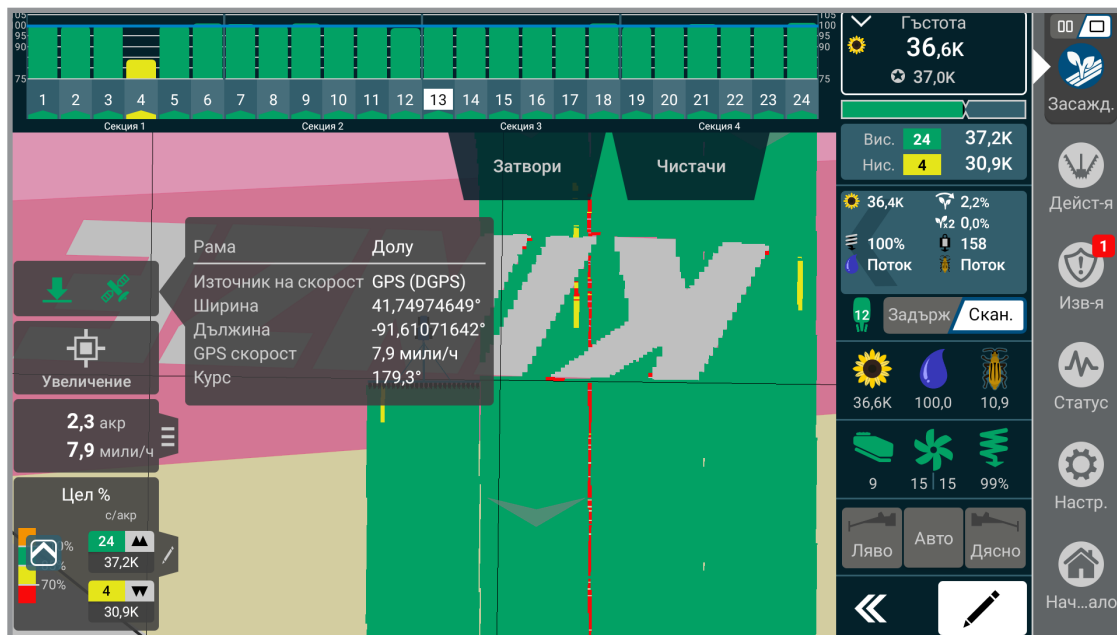 105
100
95
90
75
105
100
95
90
75
1 2 3 4 5 6 7 8 9 10 11 12 13 14 15 16 17 18 19 20 21 22 23 24
Секция 1 Секция 2 Секция 3 Секция 4
Затвори Чистачи
Рама Долу
Източник на скорост GPS (DGPS)
Ширина 41,74974649°
Дължина -91,61071642°
GPS скорост 7,9 мили/ч
Курс 179,3°
Увеличение
2,3 акр
7,9 мили/ч
Цел %
с/акр
24
37,2K
70%
4
30,9K
Гъстота
36,6K
37,0K
Вис. 24 37,2K
Нис. 4 30,9K
36,4K 2,2%
x2 0,0%
100% 158
Поток Поток
12 Задърж Скан.
36,6K 100,0 10,9
9 15 15 99%
Ляво Авто Дясно
Засажд.
Дейст-я
1
Изв-я
Статус
Настр.
Нач...ало